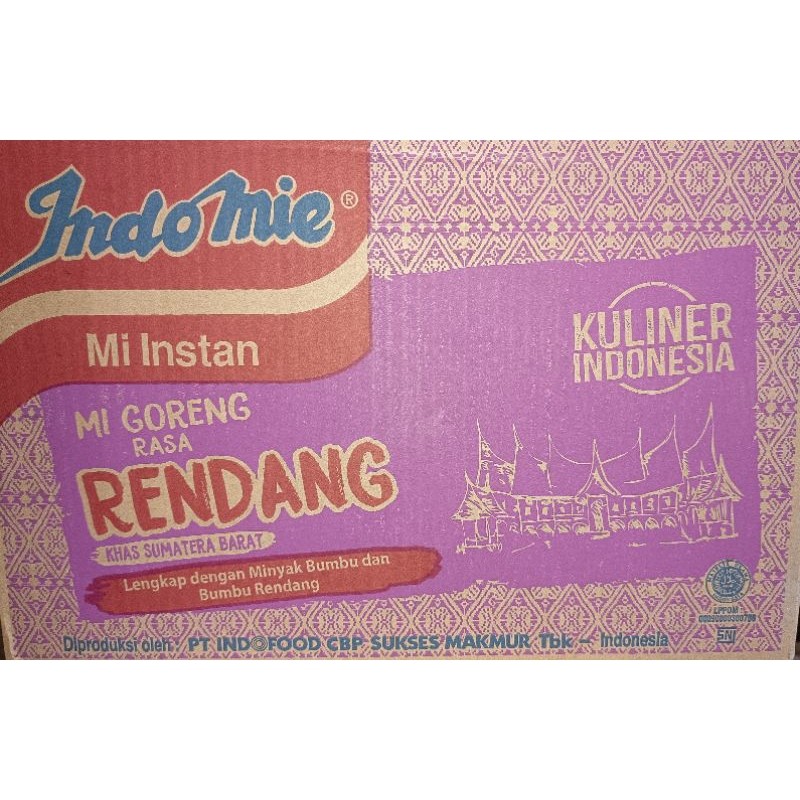 Indomie®
Mi Instan
KULINER
INDONESIA
MI GORENG
RASA
RENDANG
KHAS SUMATERA BARAT
Lengkap dengan Minyak Bumbu dan
Bumbu Rendang
LPPOM
SNI
Diproduksi oleh : PT INDOFOOD CBP SUKSES MAKMUR Tbk – Indonesia